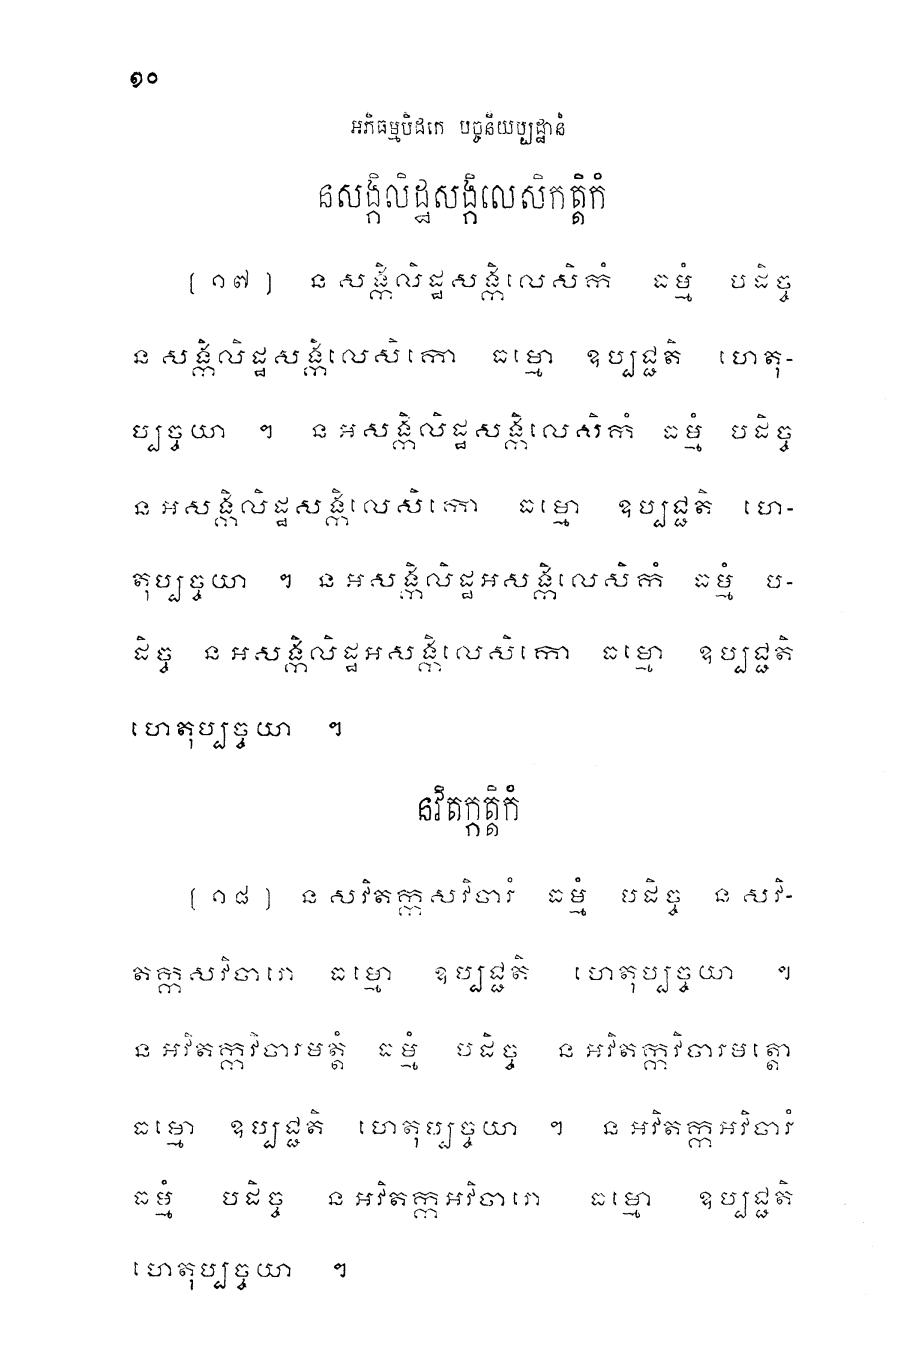 ១០
អភិធម្មបិដកេ បច្ចនីយប្បដ្ឋានំ
នសង្កិលិដ្ឋសង្កិលេសិកត្តិកំ
[ ១៧ ] ន សង្កិលិដ្ឋសង្កិលេសិកំ ធម្មំ បដិច្ច
ន សង្កិលិដ្ឋសង្កិលេសិកោ ធម្មោ ឧប្បជ្ជតិ ហេតុ-
ប្បច្ចយា ។ ន អសង្កិលិដ្ឋសង្កិលេសិកំ ធម្មំ បដិច្ច
ន អសង្កិលិដ្ឋសង្កិលេសិកោ ធម្មោ ឧប្បជ្ជតិ ហេ-
តុប្បច្ចយា ។ ន អសង្កិលិដ្ឋអសង្កិលេសិកំ ធម្មំ ប-
ដិច្ច ន អសង្កិលិដ្ឋអសង្កិលេសិកោ ធម្មោ ឧប្បជ្ជតិ
ហេតុប្បច្ចយា ។
នវិតក្កត្តិកំ
[ ១៨ ] ន សវិតក្កសវិចារំ ធម្មំ បដិច្ច ន សវិ-
តក្កសវិចារោ ធម្មោ ឧប្បជ្ជតិ ហេតុប្បច្ចយា ។
ន អវិតក្កវិចារមត្តំ ធម្មំ បដិច្ច ន អវិតក្កវិចារមត្តោ
ធម្មោ ឧប្បជ្ជតិ ហេតុប្បច្ចយា ។ ន អវិតក្កអវិចារំ
ធម្មំ បដិច្ច ន អវិតក្កអវិចារោ ធម្មោ ឧប្បជ្ជតិ
ហេតុប្បច្ចយា ។